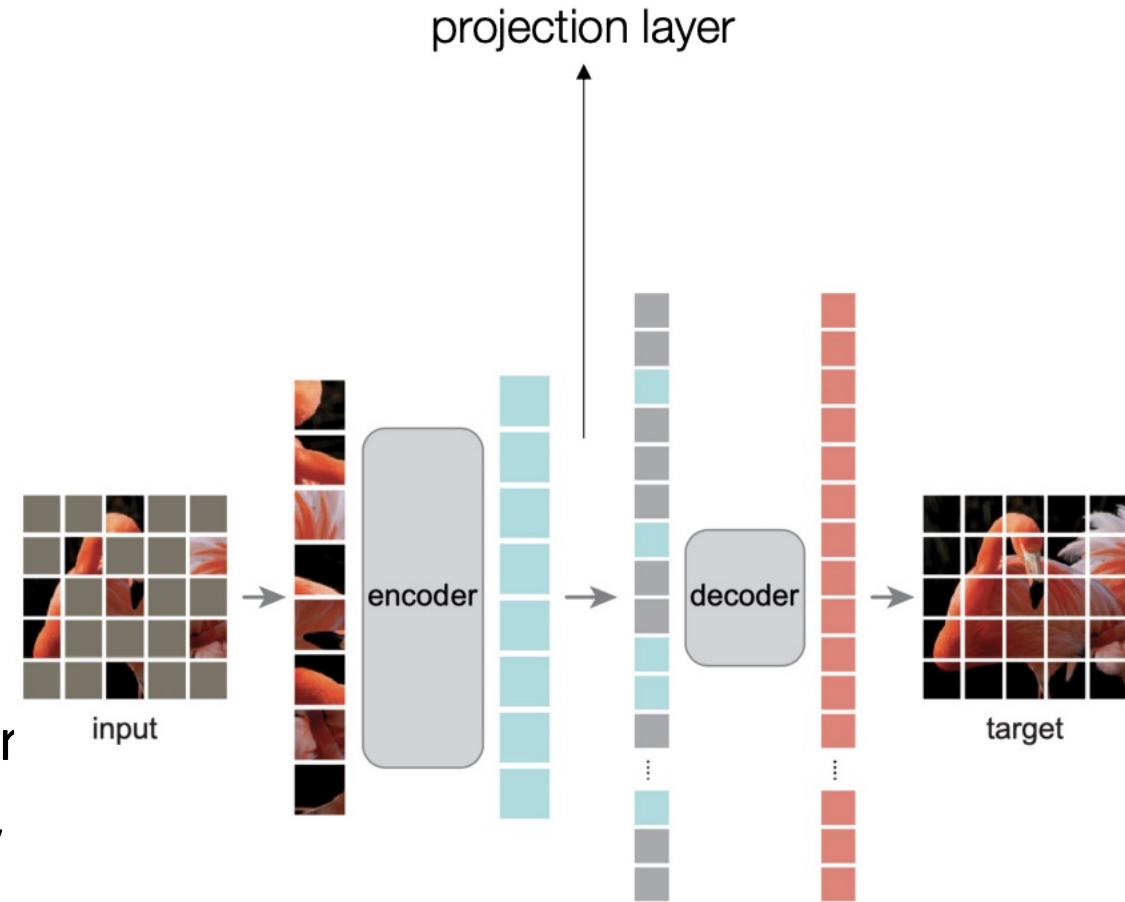 projection layer
encoder
decoder
input
target
r
,